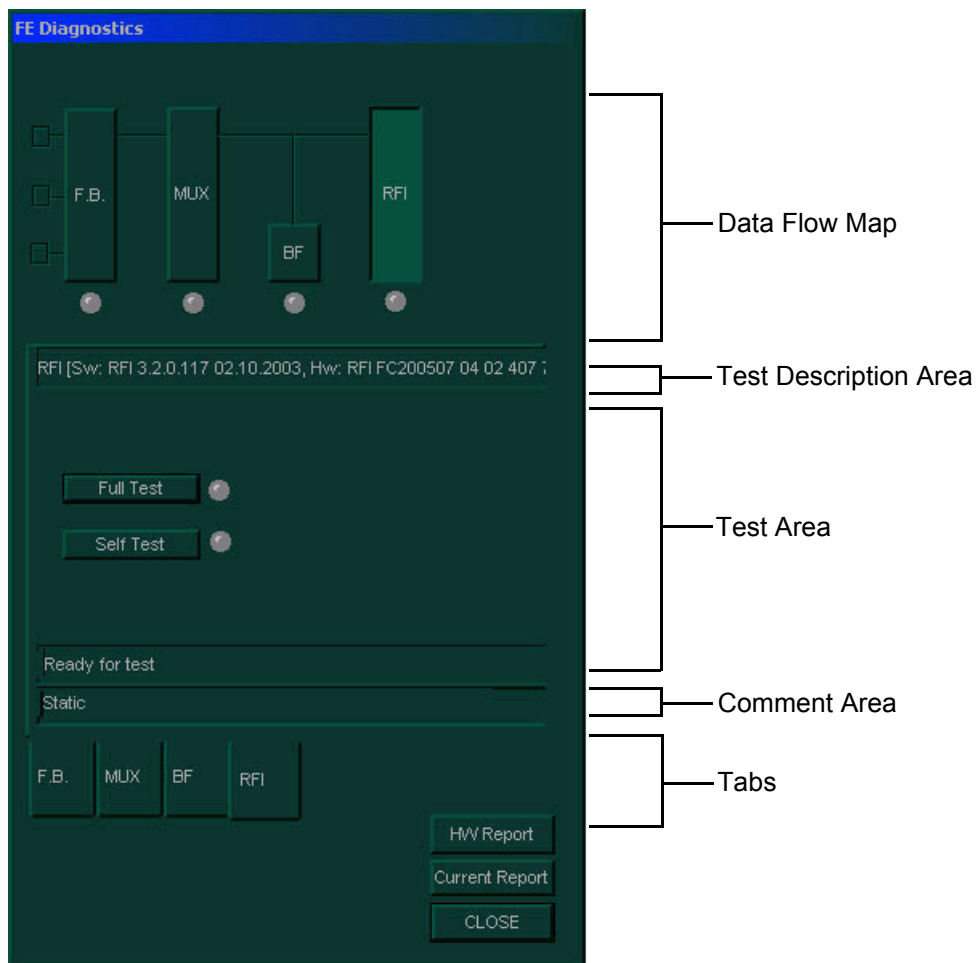 FE Diagnostics
F.B.
MUX
BF
RFI
Data Flow Map
RFI [Sw: RFI 3.2.0.117 02.10.2003, Hw: RFI FC200507 04 02 407
Test Description Area
Full Test
Self Test
Test Area
Ready for test
Static
Comment Area
F.B.
MUX
BF
RFI
Tabs
HW Report
Current Report
CLOSE